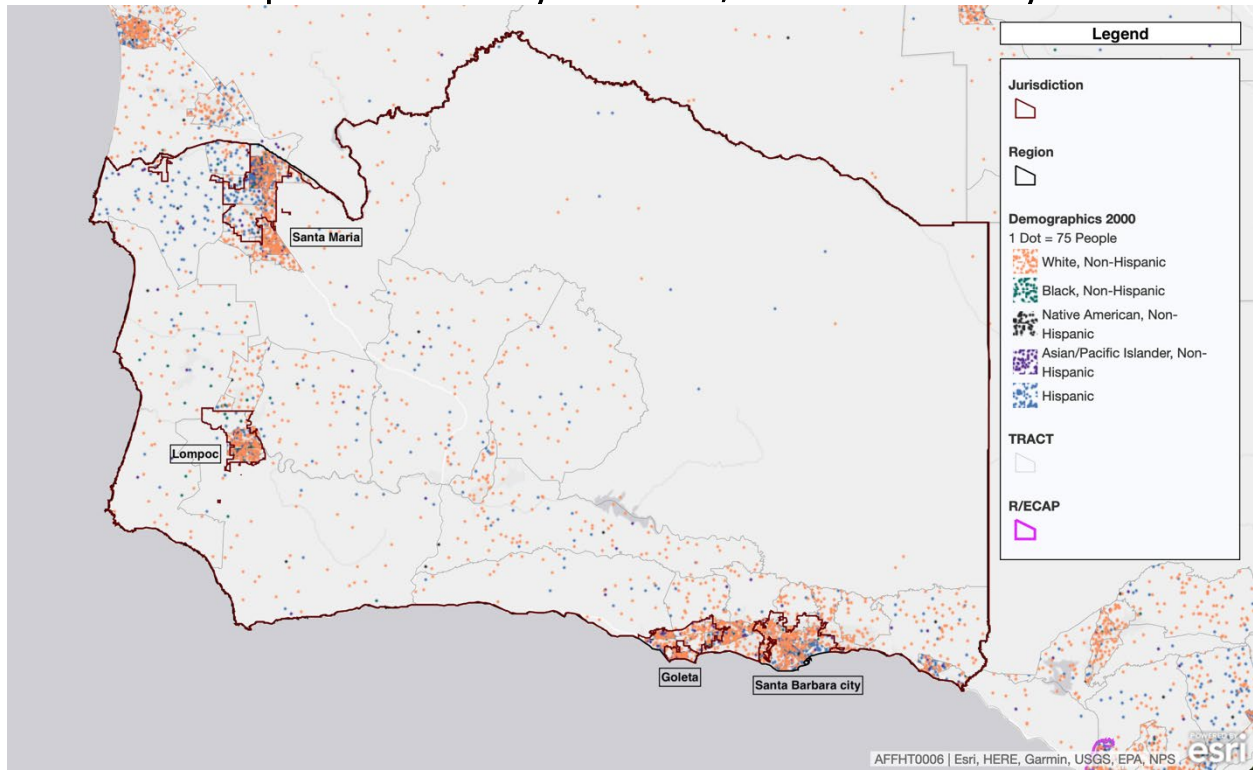 Legend
Jurisdiction
Region
Demographics 2000
1 Dot = 75 People
White, Non-Hispanic
Black, Non-Hispanic
Native American, Non-
Hispanic
Asian/Pacific Islander, Non-
Hispanic
Hispanic
TRACT
R/ECAP
Santa Maria
Lompoc
Goleta
Santa Barbara city
POWERED BY
esri
AFFHT0006 | Esri, HERE, Garmin, USGS, EPA, NPS